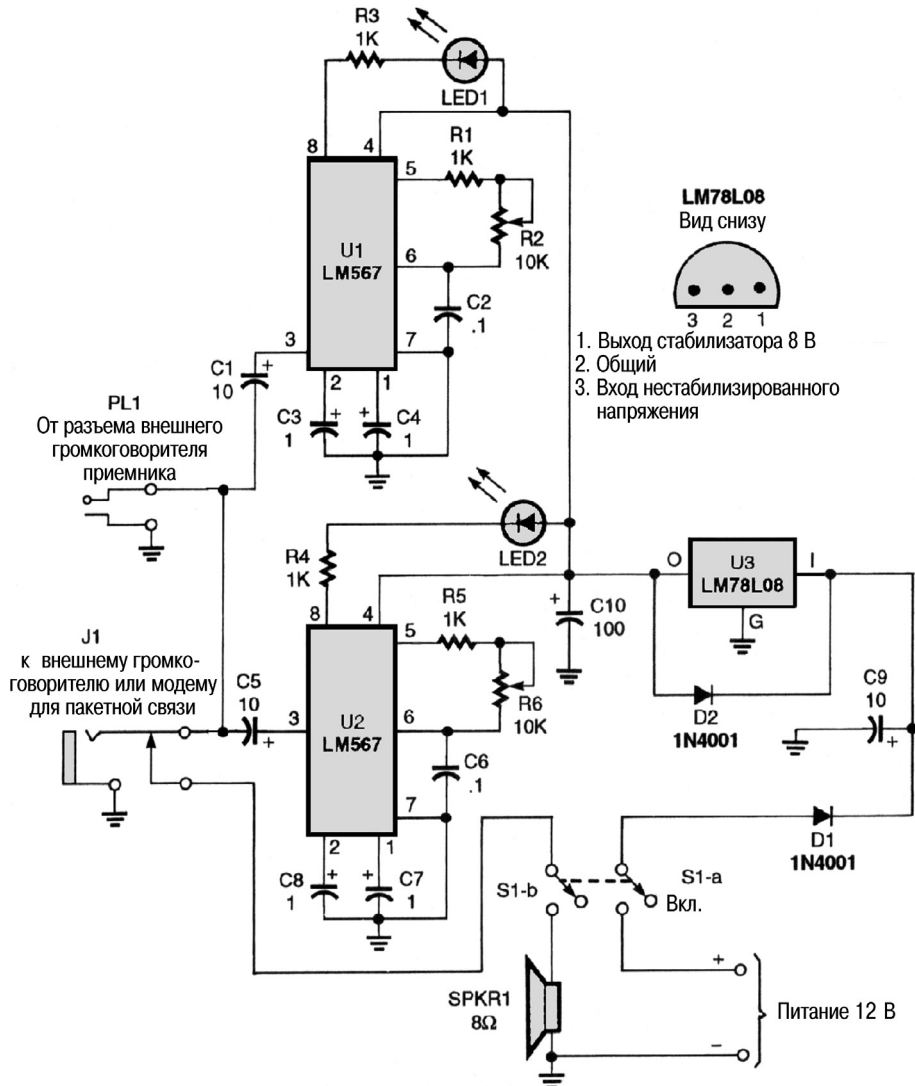 R3
1K
LED1
8
4
R1
1K
5
R2
10K
U1
LM567
6
C2
.1
3
7
C1
+
10
2
1
C3
+
1
+
C4
1
LM78L08
Вид снизу
3 2 1
1. Выход стабилизатора 8 В
2. Общий
3. Вход нестабилизированного
напряжения
PL1
От разъема внешнего
громкоговорителя
приемника
LED2
R4
1K
8
4
R5
1K
5
R6
10K
+
C10
100
O
U3
LM78L08
I
G
D2
1N4001
C9
10
+
J1
к внешнему громко-
говорителю или модему
для пакетной связи
C5
10
+
3
U2
LM567
6
C6
.1
7
2
1
C8
+
1
+
C7
1
D1
1N4001
S1-b
S1-a
Вкл.
SPKR1
8Ω
+
–
Питание 12 В